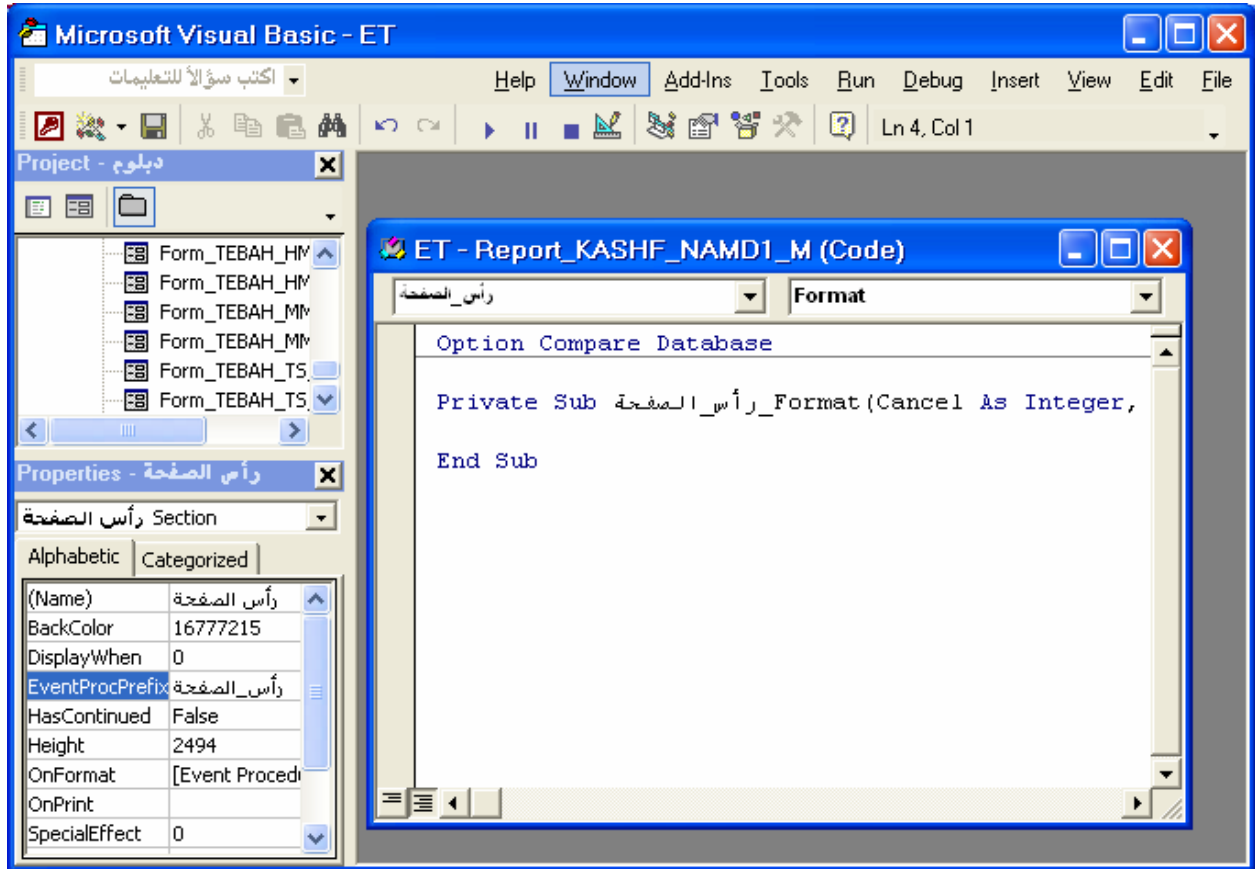 Microsoft Visual Basic - ET
اكتب سؤالاً للتعليمات
Help Window Add-Ins Tools Run Debug Insert View Edit File
Ln 4, Col 1
Project - دبلوم
Form_TEBAH_HM
Form_TEBAH_HM
Form_TEBAH_MM
Form_TEBAH_MM
Form_TEBAH_TS_
Form_TEBAH_TS_
Properties - رأس الصفحة
رأس الصفحة Section
Alphabetic Categorized
(Name) رأس الصفحة
BackColor 16777215
DisplayWhen 0
EventProcPrefix رأس_الصفحة
HasContinued False
Height 2494
OnFormat [Event Procedu
OnPrint
SpecialEffect 0
ET - Report_KASHF_NAMD1_M (Code)
رأس_الصفحة Format
Option Compare Database
Private Sub رأس_الصفحة_Format(Cancel As Integer,
End Sub